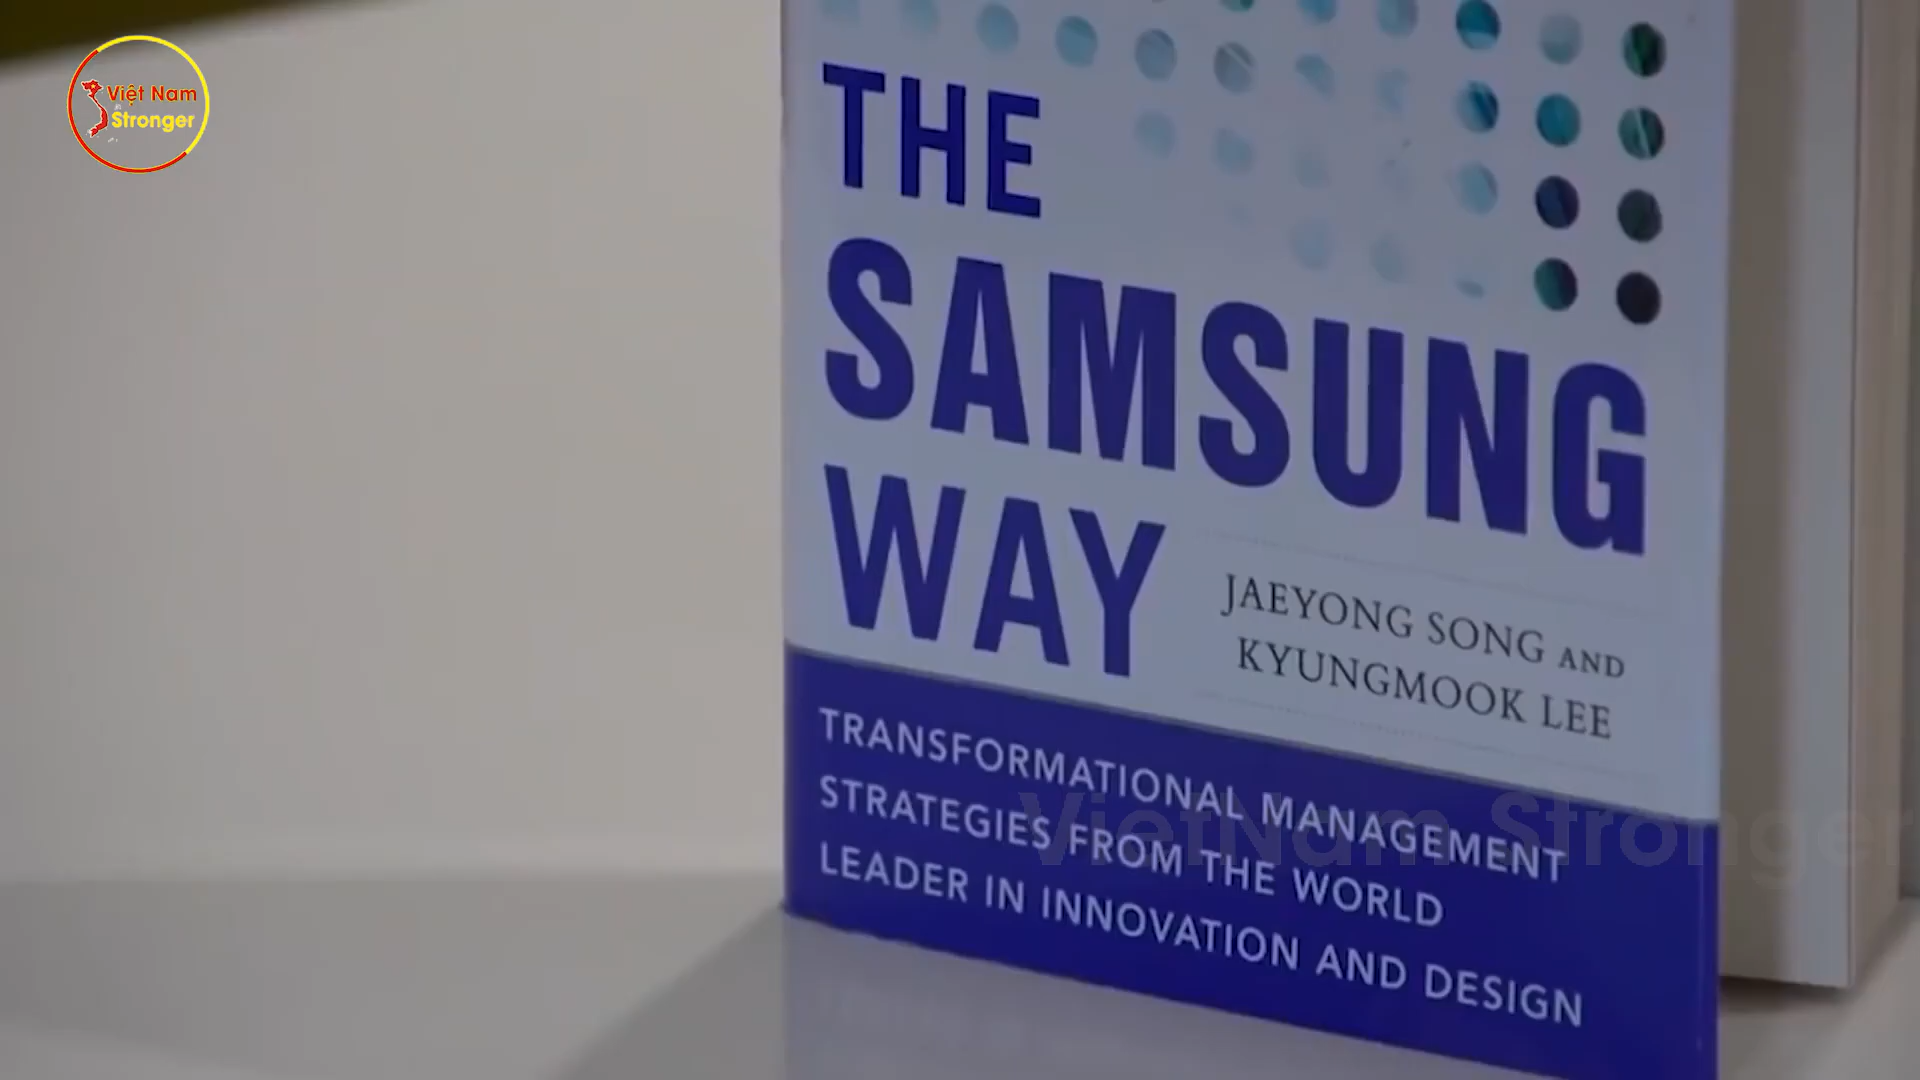 Việt Nam
Stronger
THE
SAMSUNG
WAY
JAEYONG SONG AND
KYUNGMOOK LEE
TRANSFORMATIONAL MANAGEMENT
STRATEGIES FROM THE WORLD
LEADER IN INNOVATION AND DESIGN
VietNam Stronger